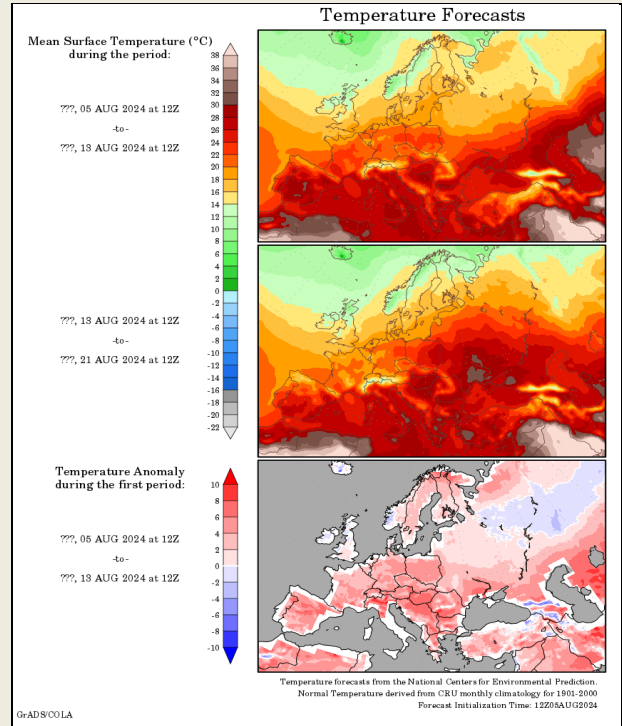 Temperature Forecasts
Mean Surface Temperature (°C)
during the period:
???, 05 AUG 2024 at 12Z
-to-
???, 13 AUG 2024 at 12Z
38
36
34
32
30
28
26
24
22
20
18
16
14
12
10
8
6
4
2
0
-2
-4
-6
-8
-10
-12
-14
-16
-18
-20
-22
???, 13 AUG 2024 at 12Z
-to-
???, 21 AUG 2024 at 12Z
Temperature Anomaly
during the first period:
???, 05 AUG 2024 at 12Z
-to-
???, 13 AUG 2024 at 12Z
10
8
6
4
2
0
-2
-4
-6
-8
-10
Temperature forecasts from the National Centers for Environmental Prediction.
Normal Temperature derived from CRU monthly climatology for 1901-2000
Forecast Initialization Time: 12Z05AUG2024
GrADS/COLA